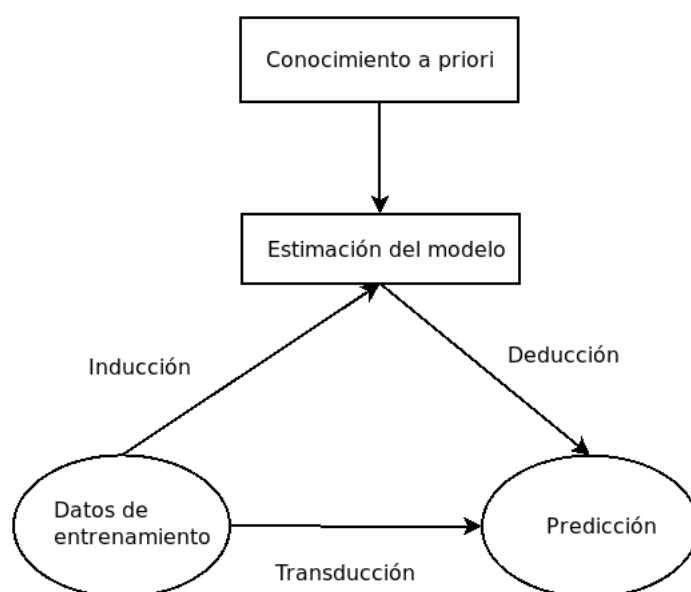 Conocimiento a priori
Estimación del modelo
Inducción
Deducción
Datos de
entrenamiento
Predicción
Transducción